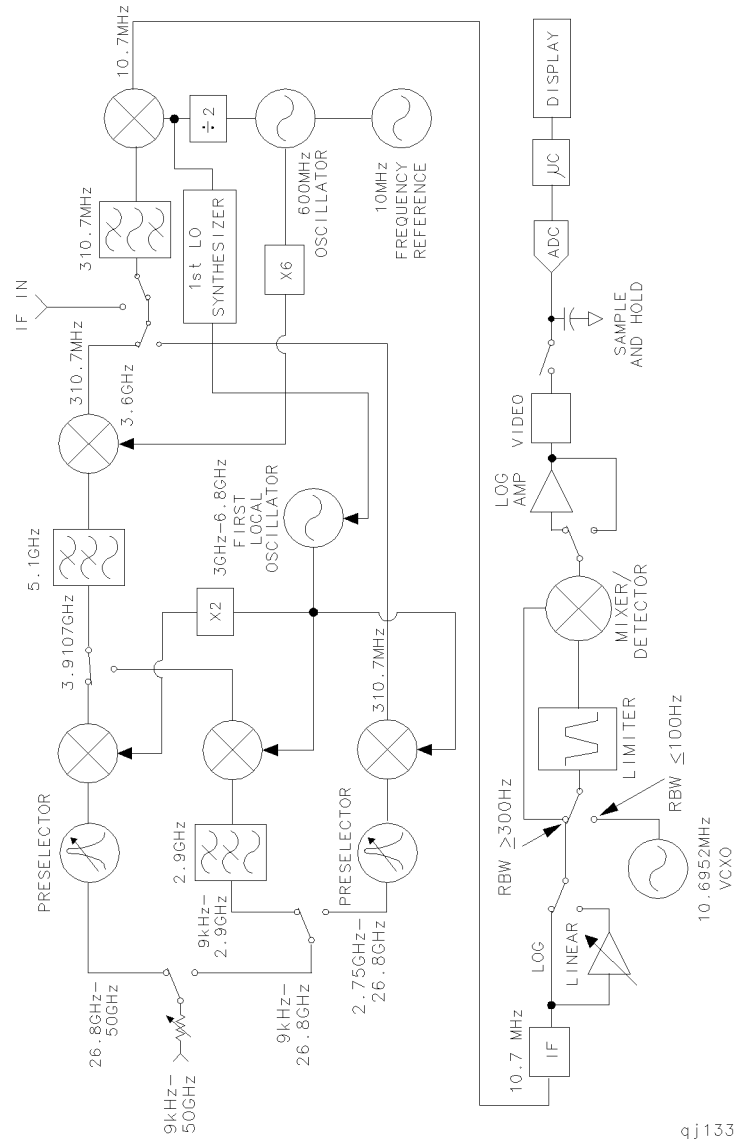 9kHz-
50GHz
26.8GHz-
50GHz
PRESELECTOR
3.9107GHz
5.1GHz
310.7MHz
3.6GHz
IF IN
310.7MHz
10.7MHz
9kHz-
26.8GHz
9kHz-
2.9GHz
2.9GHz
X2
3GHz-6.8GHz
FIRST
LOCAL
OSCILLATOR
1st LO
SYNTHESIZER
÷2
X6
600MHz
OSCILLATOR
10MHz
FREQUENCY
REFERENCE
2.75GHz-
26.8GHz
PRESELECTOR
310.7MHz
10.7 MHz
IF
LOG
LINEAR
RBW ≥300Hz
RBW ≤100Hz
10.6952MHz
VCXO
LIMITER
MIXER/
DETECTOR
LOG
AMP
VIDEO
SAMPLE
AND HOLD
ADC
µC
DISPLAY
qj133